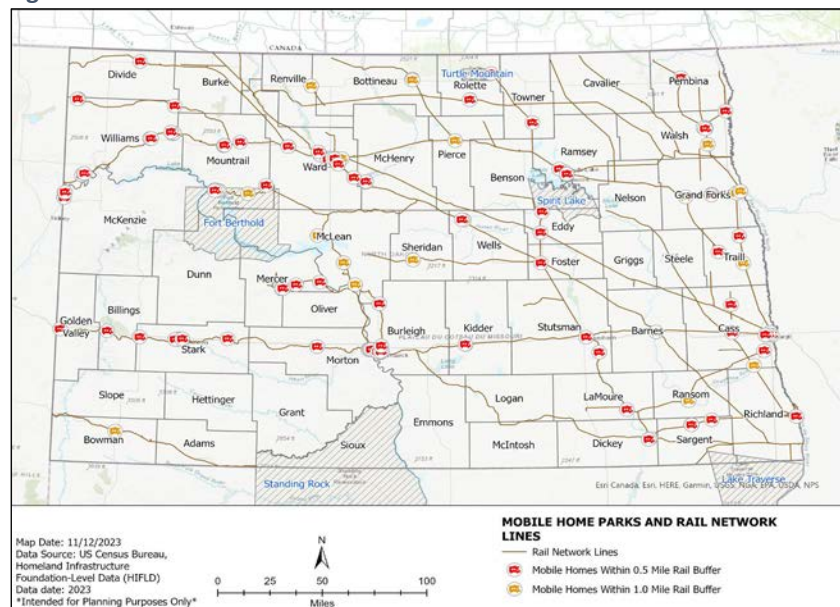 CANADA
Divide
Burke
Renville
Bottineau
Turtle Mountain
Rolette
Towner
Cavalier
Pembina
Williams
Mountrail
Ward
McHenry
Pierce
Ramsey
Walsh
Benson
Nelson
Grand Forks
Spirit Lake
McKenzie
Fort Berthold
McLean
Sheridan
Wells
Eddy
Foster
Griggs
Steele
Traill
Dunn
Mercer
Oliver
Billings
Golden
Valley
Stark
Morton
Burleigh
Kidder
Stutsman
Barnes
Cass
PLATEAU DU COTEAU DU MISSOURI
Slope
Hettinger
Grant
Emmons
Logan
LaMoure
Ransom
Richland
Bowman
Adams
Sioux
McIntosh
Dickey
Sargent
Standing Rock
Lake Traverse
Esri Canada, Esri, HERE, Garmin, USGS, NGA, EPA, USDA, NPS
Map Date: 11/12/2023
Data Source: US Census Bureau,
Homeland Infrastructure
Foundation-Level Data (HIFLD)
Data date: 2023
*Intended for Planning Purposes Only*
N
0 25 50 100
Miles
MOBILE HOME PARKS AND RAIL NETWORK
LINES
Rail Network Lines
Mobile Homes Within 0.5 Mile Rail Buffer
Mobile Homes Within 1.0 Mile Rail Buffer